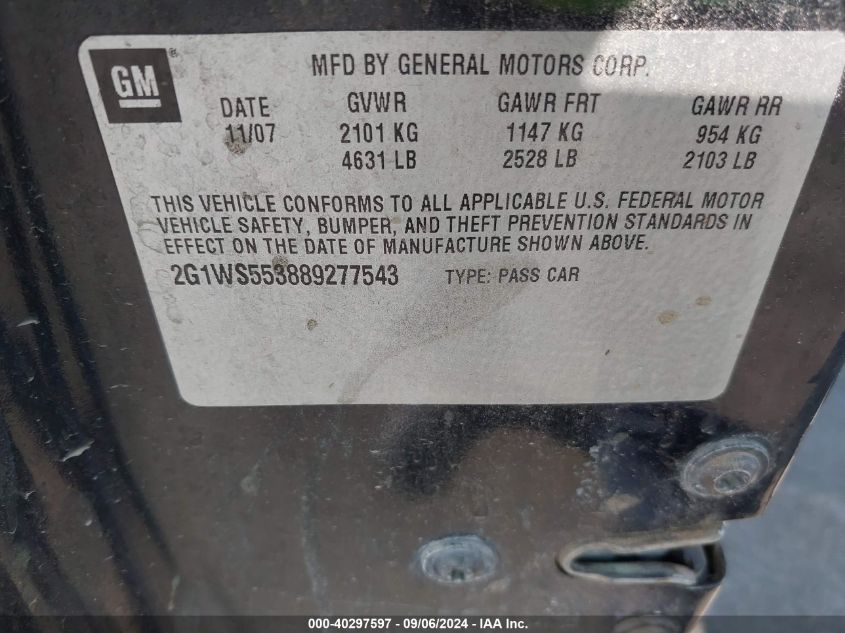 GM®
MFD BY GENERAL MOTORS CORP.
DATE GVWR GAWR FRT GAWR RR
11/07 2101 KG 1147 KG 954 KG
4631 LB 2528 LB 2103 LB
THIS VEHICLE CONFORMS TO ALL APPLICABLE U.S. FEDERAL MOTOR
VEHICLE SAFETY, BUMPER, AND THEFT PREVENTION STANDARDS IN
EFFECT ON THE DATE OF MANUFACTURE SHOWN ABOVE.
2G1WS553889277543 TYPE: PASS CAR
000-40297597 - 09/06/2024 - IAA Inc.